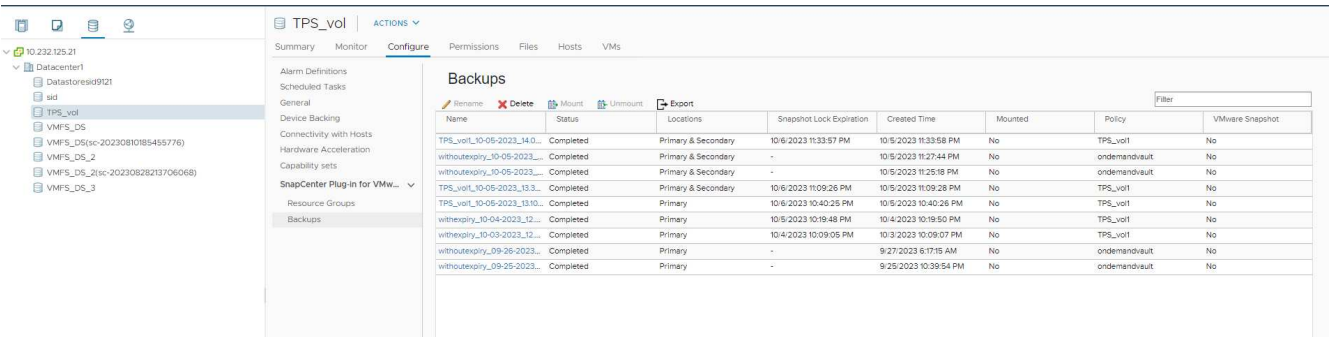 TPS_vol ACTIONS
Summary Monitor Configure Permissions Files Hosts VMs
10.232.125.21
Datacenter1
Datastoresid9121
sid
TPS_vol
VMFS_DS
VMFS_DS(sc-20230810185455776)
VMFS_DS_2
VMFS_DS_2(sc-20230828213706068)
VMFS_DS_3
Alarm Definitions
Scheduled Tasks
General
Device Backing
Connectivity with Hosts
Hardware Acceleration
Capability sets
SnapCenter Plug-in for VMw...
Resource Groups
Backups
Backups
Rename Delete Mount Unmount Export Filter
Name Status Locations Snapshot Lock Expiration Created Time Mounted Policy VMware Snapshot
TPS_vol1_10-05-2023_14.0... Completed Primary & Secondary 10/6/2023 11:33:57 PM 10/5/2023 11:33:58 PM No TPS_vol1 No
withoutexpiry_10-05-2023_... Completed Primary & Secondary - 10/5/2023 11:27:44 PM No ondemandvault No
withoutexpiry_10-05-2023_... Completed Primary & Secondary - 10/5/2023 11:25:18 PM No ondemandvault No
TPS_vol1_10-05-2023_13.3... Completed Primary & Secondary 10/6/2023 11:09:26 PM 10/5/2023 11:09:28 PM No TPS_vol1 No
TPS_vol1_10-05-2023_13.10... Completed Primary 10/6/2023 10:40:25 PM 10/5/2023 10:40:26 PM No TPS_vol1 No
withexpiry_10-04-2023_12.... Completed Primary 10/5/2023 10:19:48 PM 10/4/2023 10:19:50 PM No TPS_vol1 No
withexpiry_10-03-2023_12.... Completed Primary 10/4/2023 10:09:05 PM 10/3/2023 10:09:07 PM No TPS_vol1 No
withoutexpiry_09-26-2023... Completed Primary - 9/27/2023 6:17:15 AM No ondemandvault No
withoutexpiry_09-25-2023... Completed Primary - 9/25/2023 10:39:54 PM No ondemandvault No